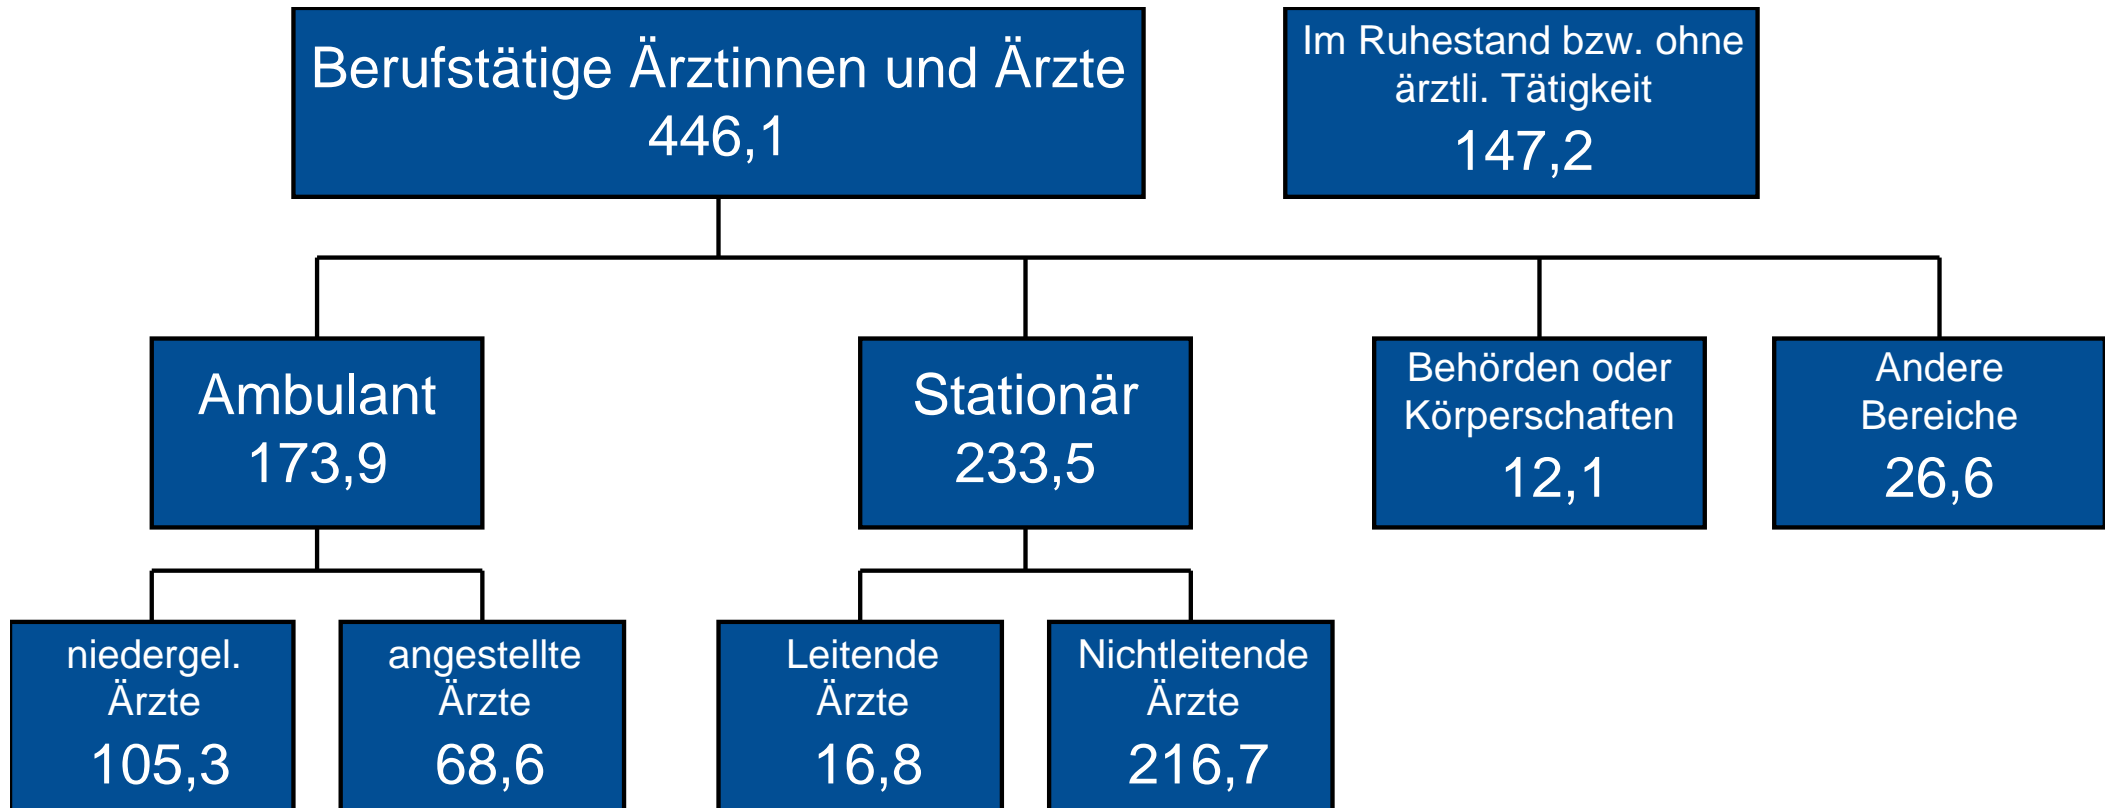 Berufstätige Ärztinnen und Ärzte
446,1
Im Ruhestand bzw. ohne
ärztli. Tätigkeit
147,2
Ambulant
173,9
Stationär
233,5
Behörden oder
Körperschaften
12,1
Andere
Bereiche
26,6
niedergel.
Ärzte
105,3
angestellte
Ärzte
68,6
Leitende
Ärzte
16,8
Nichtleitende
Ärzte
216,7